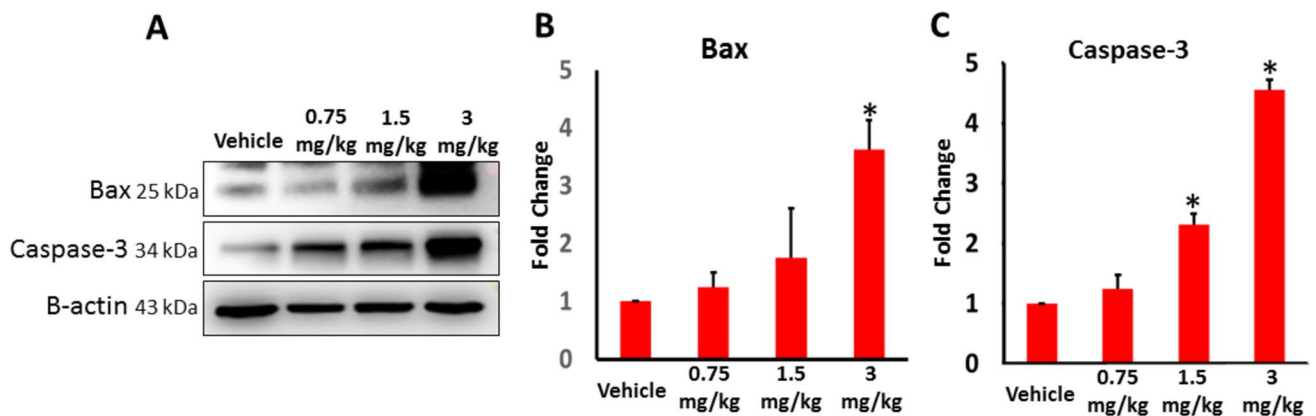 A
Vehicle
0.75
mg/kg
1.5
mg/kg
3
mg/kg
Bax 25 kDa
Caspase-3 34 kDa
B-actin 43 kDa
B
Bax
Fold Change
5
4
3
2
1
0
*
Vehicle
0.75
mg/kg
1.5
mg/kg
3
mg/kg
C
Caspase-3
Fold Change
5
4
3
2
1
0
*
*
Vehicle
0.75
mg/kg
1.5
mg/kg
3
mg/kg